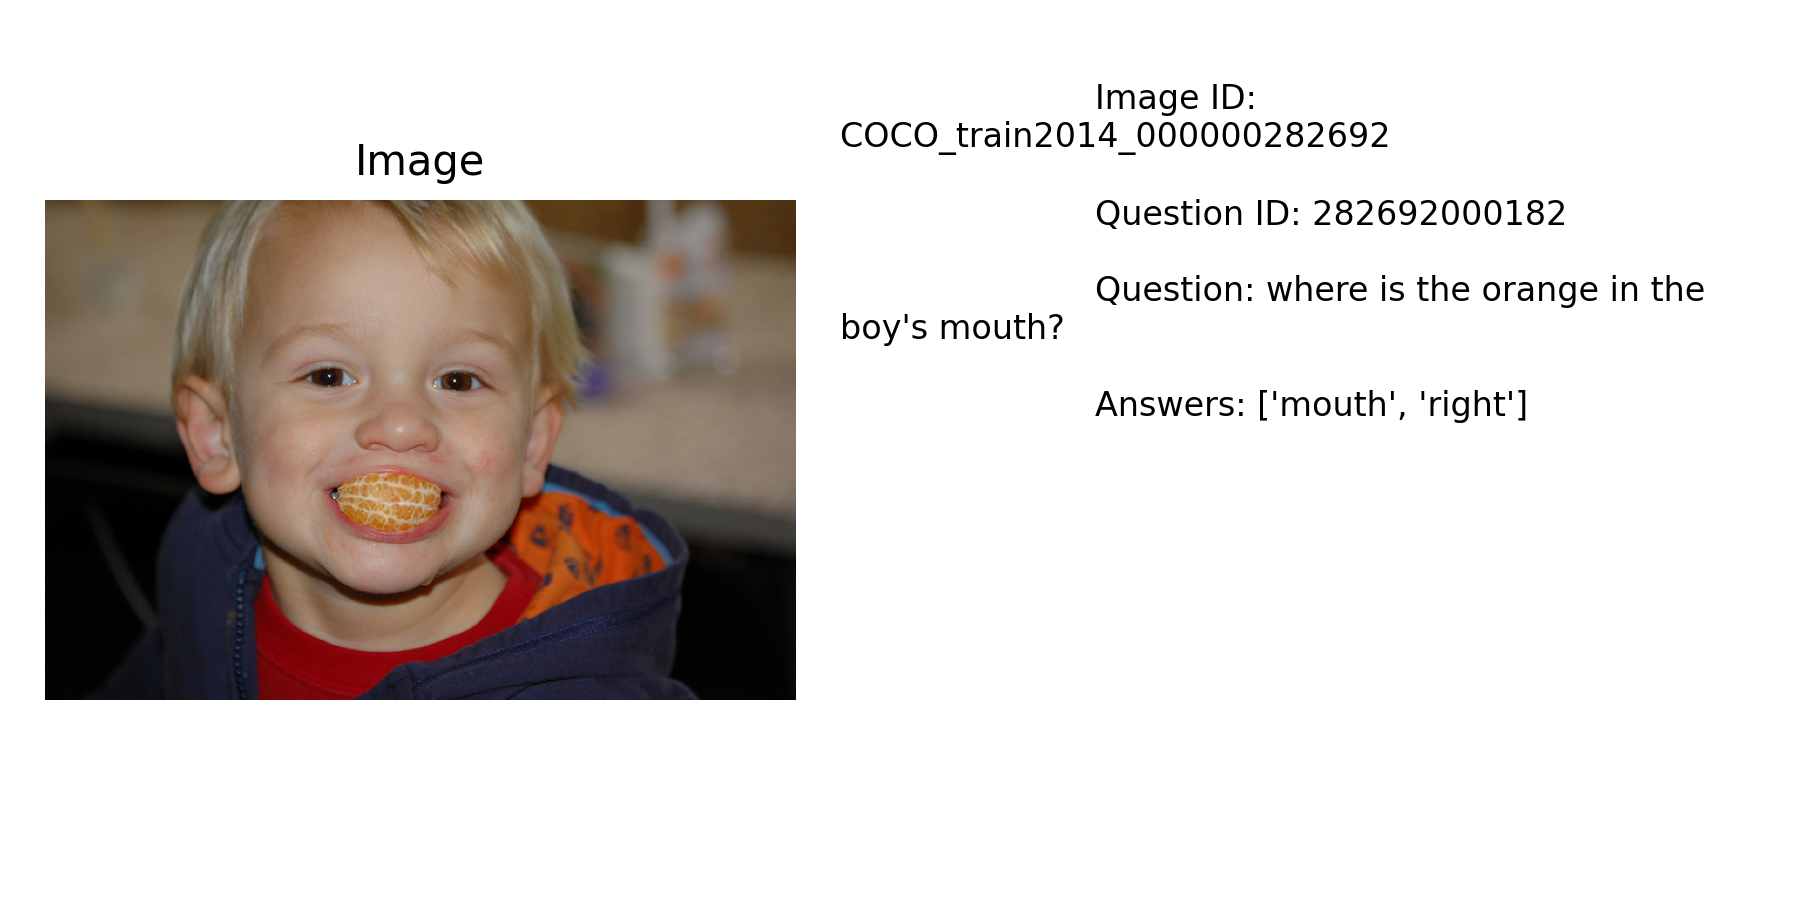 Image
Image ID:
COCO_train2014_000000282692
Question ID: 282692000182
Question: where is the orange in the
boy's mouth?
Answers: ['mouth', 'right']